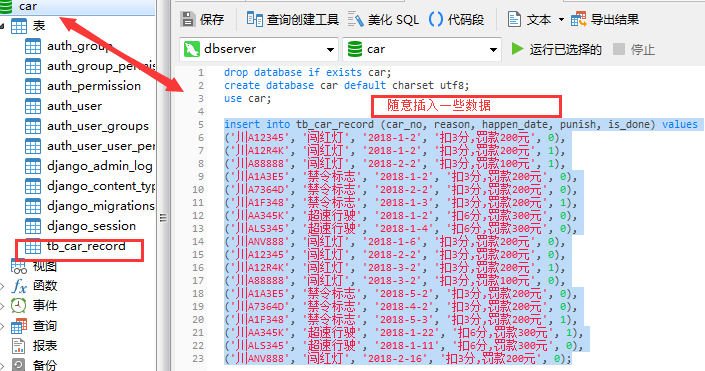 car
表
auth_group
auth_group_permis
auth_permission
auth_user
auth_user_groups
auth_user_user_per
django_admin_log
django_content_typ
django_migrations
django_session
tb_car_record
视图
函数
事件
查询
报表
备份
保存 查询创建工具 美化 SQL 代码段 文本 导出结果
dbserver car 运行已选择的 停止
1 drop database if exists car;
2 create database car default charset utf8;
3 use car;
随意插入一些数据
4
5 insert into tb_car_record (car_no, reason, happen_date, punish, is_done) values
6 ('川A12345', '闯红灯', '2018-1-2', '扣3分,罚款200元', 0),
7 ('川A12R4K', '闯红灯', '2018-2-2', '扣3分,罚款200元', 1),
8 ('川A88888', '闯红灯', '2018-2-2', '扣3分,罚款100元', 1),
9 ('川A1A3E5', '禁令标志', '2018-1-2', '扣3分,罚款200元', 0),
10 ('川A7364D', '禁令标志', '2018-2-2', '扣3分,罚款200元', 0),
11 ('川A1F348', '禁令标志', '2018-1-3', '扣3分,罚款200元', 1),
12 ('川AA345K', '超速行驶', '2018-1-2', '扣6分,罚款300元', 0),
13 ('川ALS345', '超速行驶', '2018-1-4', '扣6分,罚款300元', 0),
14 ('川ANV888', '闯红灯', '2018-1-6', '扣3分,罚款200元', 0),
15 ('川A12345', '闯红灯', '2018-3-2', '扣3分,罚款200元', 0),
16 ('川A12R4K', '闯红灯', '2018-3-2', '扣3分,罚款200元', 1),
17 ('川A88888', '闯红灯', '2018-3-2', '扣3分,罚款100元', 1),
18 ('川A1A3E5', '禁令标志', '2018-5-2', '扣3分,罚款200元', 0),
19 ('川A7364D', '禁令标志', '2018-4-2', '扣3分,罚款200元', 0),
20 ('川A1F348', '禁令标志', '2018-5-3', '扣3分,罚款200元', 1),
21 ('川AA345K', '超速行驶', '2018-1-22', '扣6分,罚款300元', 1),
22 ('川ALS345', '超速行驶', '2018-1-11', '扣6分,罚款300元', 0),
23 ('川ANV888', '闯红灯', '2018-2-16', '扣3分,罚款200元', 0);